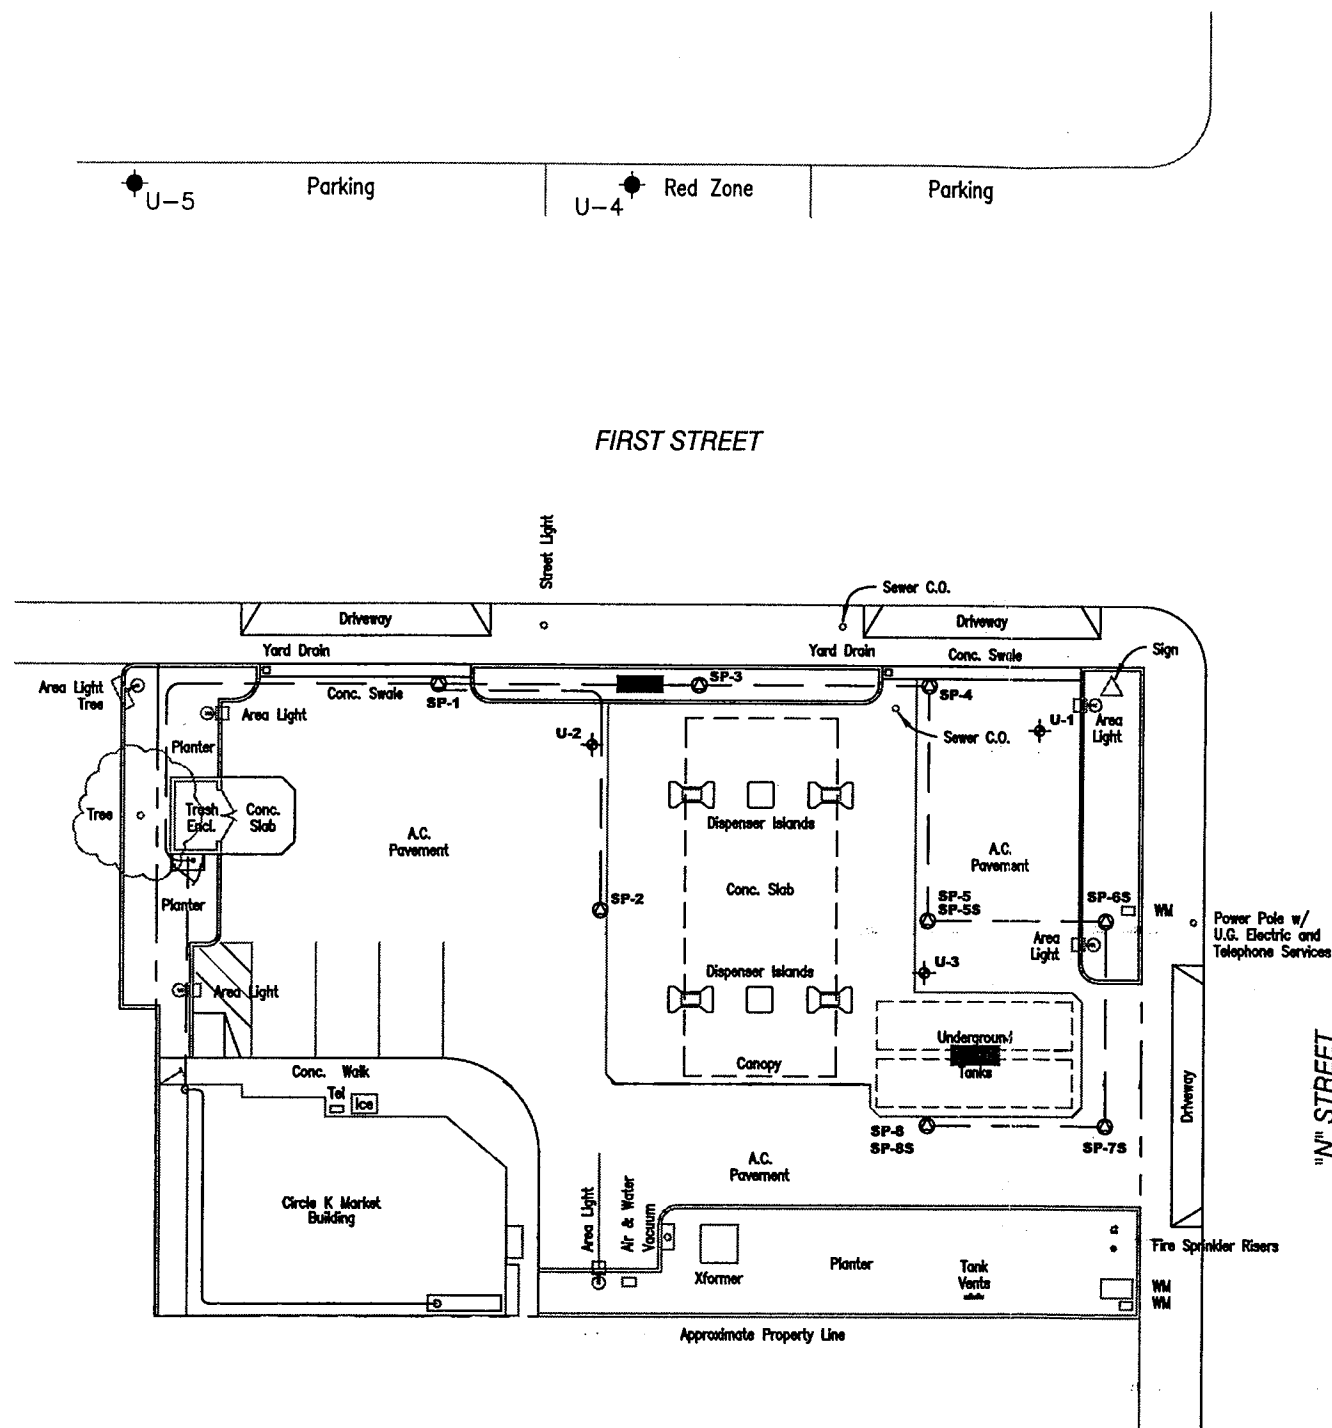 Parking
Red Zone
Parking
U-5
U-4
FIRST STREET
Street Light
Sewer C.O.
Driveway
Driveway
Yard Drain
Yard Drain
Conc. Swale
Sign
Area Light
Tree
Conc. Swale
SP-1
SP-3
SP-4
Area Light
U-2
Sewer C.O.
U-1
Area
Light
Planter
Tree
Trash
Encl.
Conc.
Slab
Dispenser Islands
A.C.
Pavement
A.C.
Pavement
Conc. Slab
Planter
SP-2
SP-5
SP-5S
SP-6S
WM
Power Pole w/
U.G. Electric and
Telephone Services
Area
Light
U-3
Area Light
Dispenser Islands
Underground
Tanks
Canopy
Conc. Walk
Tel
Ice
Driveway
"N" STREET
SP-8
SP-8S
SP-7S
A.C.
Pavement
Circle K Market
Building
Area Light
Air & Water
Vacuum
Xformer
Planter
Tank
Vents
Fire Sprinkler Risers
WM
WM
Approximate Property Line